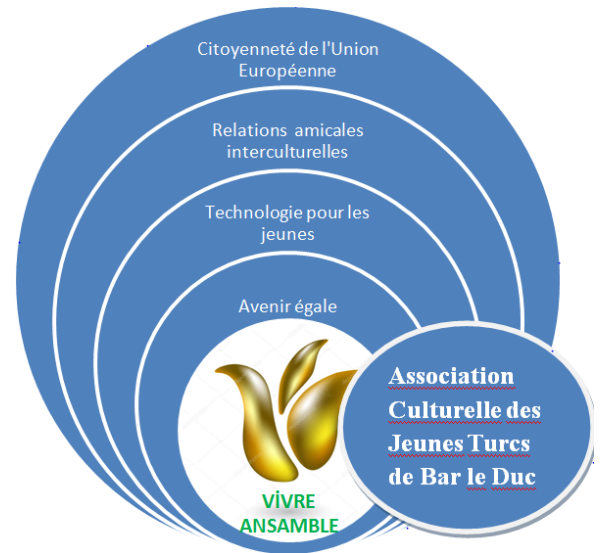 Citoyenneté de l'Union
Européenne
Relations amicales
interculturelles
Technologie pour les
jeunes
Avenir égale
VİVRE
ANSAMBLE
Association
Culturelle des
Jeunes Turcs
de Bar le Duc